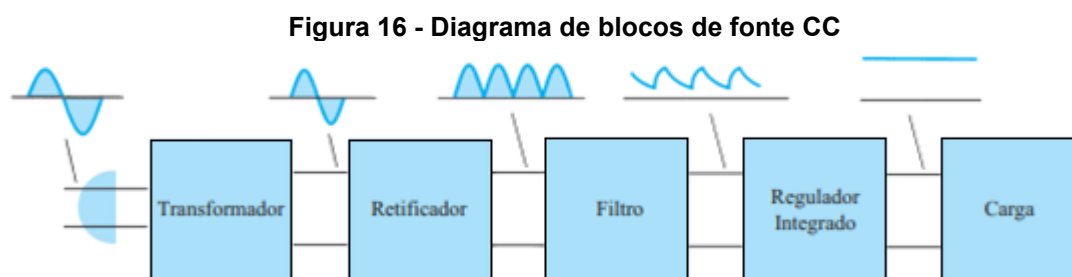 Figura 16 - Diagrama de blocos de fonte CC
Transformador
Retificador
Filtro
Regulador
Integrado
Carga